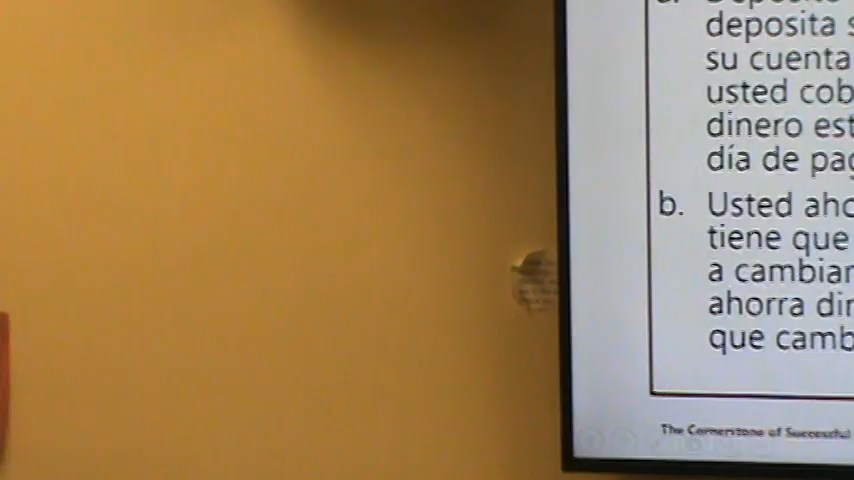 deposita s
su cuenta
usted cob
dinero est
día de pag
b. Usted aho
tiene que
a cambiar
ahorra din
que camb
The Cornerstone of Successful